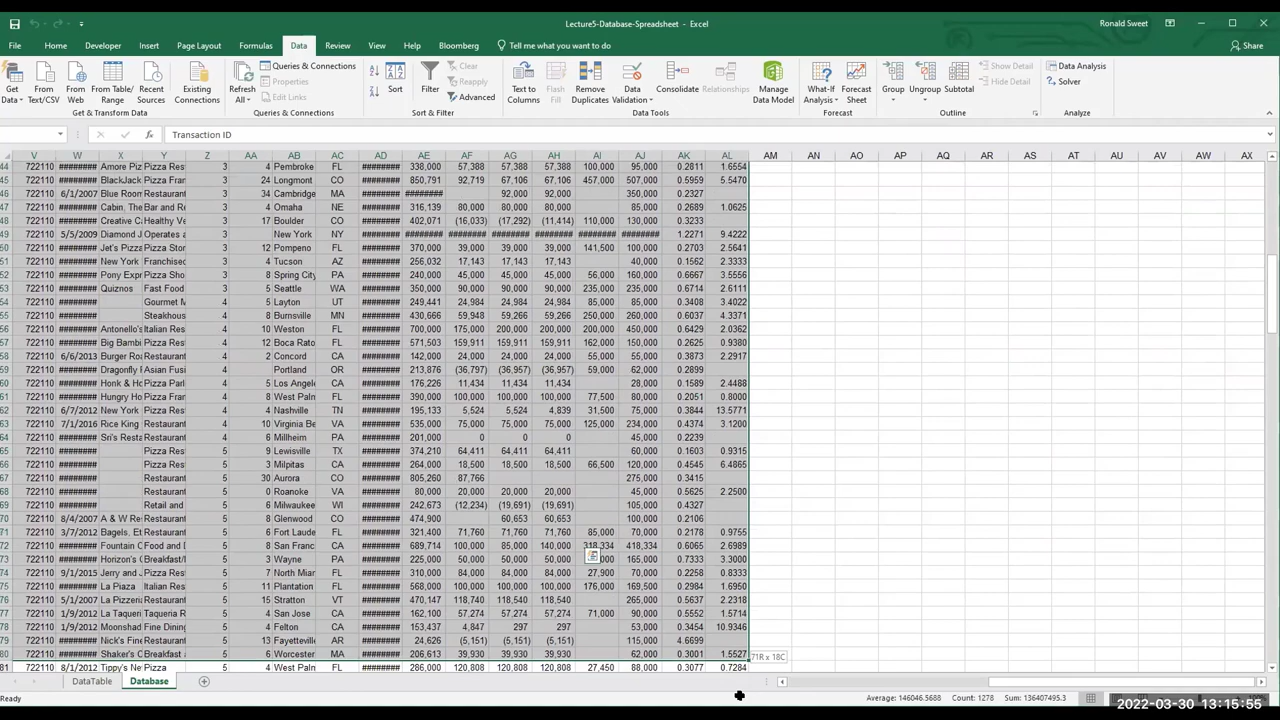 Lecture5-Database-Spreadsheet - Excel
Ronald Sweet
File Home Developer Insert Page Layout Formulas Data Review View Help Bloomberg Tell me what you want to do Share
Get Data From Text/CSV From Web From Table/Range Recent Sources Existing Connections Refresh All Queries & Connections Properties Edit Links Sort Filter Clear Reapply Advanced Text to Columns Flash Fill Remove Duplicates Data Validation Consolidate Relationships Manage Data Model What-If Analysis Forecast Sheet Group Ungroup Subtotal Show Detail Hide Detail Data Analysis Solver
Get & Transform Data Queries & Connections Sort & Filter Data Tools Forecast Outline Analyze
Transaction ID
V W X Y Z AA AB AC AD AE AF AG AH AI AJ AK AL AM AN AO AP AQ AR AS AT AU AV AW AX
44 722110 ######## Amore Piz Pizza Res 3 4 Pembroke FL ######## 338,000 57,388 57,388 57,388 100,000 95,000 0.2811 1.6554
45 722110 ######## BlackJack Pizza Fran 3 24 Longmont CO ######## 850,791 92,719 67,106 67,106 457,000 507,000 0.5959 5.5470
46 722110 6/1/2007 Blue Room Restaurant 3 34 Cambridge MA ######## ######## 92,000 92,000 350,000 0.2327
47 722110 ######## Cabin, The Bar and Re 3 4 Omaha NE ######## 316,139 80,000 80,000 80,000 85,000 0.2689 1.0625
48 722110 ######## Creative Ca Healthy Ve 3 17 Boulder CO ######## 402,071 (16,033) (17,292) (11,414) 110,000 130,000 0.3233
49 722110 5/5/2009 Diamond J Operates a 3 New York NY ######## ######## ######## ######## ######## ######## ######## 1.2271 9.4222
50 722110 ######## Jet's Pizza Pizza Stor 3 12 Pompeno FL ######## 370,000 39,000 39,000 39,000 141,500 100,000 0.2703 2.5641
51 722110 ######## New York Franchised 3 4 Tucson AZ ######## 256,032 17,143 17,143 17,143 40,000 0.1562 2.3333
52 722110 ######## Pony Expr Pizza Sho 3 8 Spring City PA ######## 240,000 45,000 45,000 45,000 56,000 160,000 0.6667 3.5556
53 722110 ######## Quiznos Fast Food 3 5 Seattle WA ######## 350,000 90,000 90,000 90,000 235,000 235,000 0.6714 2.6111
54 722110 ######## Gourmet M 4 5 Layton UT ######## 249,441 24,984 24,984 24,984 85,000 85,000 0.3408 3.4022
55 722110 ######## Steakhous 4 8 Burnsville MN ######## 430,666 59,948 59,948 59,948 250,000 260,000 0.6037 4.3371
56 722110 ######## Antonello's Italian Res 4 10 Weston FL ######## 700,000 175,000 200,000 200,000 200,000 450,000 0.6429 2.0362
57 722110 ######## Big Bambi Pizza Res 4 12 Boca Rato FL ######## 571,503 159,911 159,911 159,911 162,000 150,000 0.2625 0.9380
58 722110 6/6/2013 Burger Ro Restaurant 4 2 Concord CA ######## 142,000 24,000 24,000 24,000 55,000 55,000 0.3873 2.2917
59 722110 ######## Dragonfly I Asian Fusi 4 Portland OR ######## 213,876 (36,797) (36,957) (36,957) 59,000 62,000 0.2899
60 722110 ######## Honk & H Pizza Parl 4 5 Los Angele CA ######## 176,226 11,434 11,434 11,434 28,000 0.1589 2.4488
61 722110 ######## Hungry Ho Pizza Fran 4 8 West Palm FL ######## 390,000 100,000 100,000 100,000 77,500 80,000 0.2051 0.8000
62 722110 6/7/2012 New York Pizza Res 4 4 Nashville TN ######## 195,133 5,524 5,524 4,839 31,500 75,000 0.3844 13.5771
63 722110 7/1/2016 Rice King Restaurant 4 10 Virginia Be VA ######## 535,000 75,000 75,000 75,000 125,000 234,000 0.4374 3.1200
64 722110 ######## Sri's Resta Restaurant 4 6 Millheim PA ######## 201,000 0 0 0 45,000 0.2239
65 722110 ######## Pizza Res 5 9 Lewisville TX ######## 374,210 64,411 64,411 64,411 60,000 0.1603 0.9315
66 722110 ######## Pizza Res 5 3 Milpitas CA ######## 264,000 18,500 18,500 18,500 66,500 120,000 0.4545 6.4865
67 722110 ######## Restaurant 5 30 Aurora CO ######## 805,260 87,766 275,000 0.3415
68 722110 ######## Restaurant 5 0 Roanoke VA ######## 80,000 20,000 20,000 20,000 45,000 0.5625 2.2500
69 722110 ######## Retail and 5 6 Milwaukee WI ######## 242,673 (12,234) (19,691) (19,691) 105,000 0.4327
70 722110 8/4/2007 A & W Re Restaurant 5 8 Glenwood CO ######## 474,900 60,653 60,653 100,000 0.2106
71 722110 3/7/2012 Bagels, Et Restaurant 5 6 Fort Laude FL ######## 321,400 71,760 71,760 71,760 85,000 70,000 0.2178 0.9755
72 722110 ######## Fountain C Food and D 5 8 San Franc CA ######## 689,714 100,000 85,000 140,000 318,334 418,334 0.6065 2.6989
73 722110 ######## Horizon's C Breakfast/L 5 3 Wayne PA ######## 225,000 50,000 50,000 50,000 000 165,000 0.7333 3.3000
74 722110 9/1/2015 Jerry and J Pizza Res 5 7 North Miam FL ######## 310,000 84,000 84,000 84,000 27,900 70,000 0.2258 0.8333
75 722110 ######## La Piaza Italian Res 5 11 Plantation FL ######## 568,000 100,000 100,000 100,000 176,000 169,500 0.2984 1.6950
76 722110 5/1/2007 La Pizzeria Restaurant 5 15 Stratton VT ######## 470,147 118,740 118,540 118,540 265,000 0.5637 2.2318
77 722110 1/9/2012 La Taqueri Taqueria R 5 4 San Jose CA ######## 162,100 57,274 57,274 57,274 71,000 90,000 0.5552 1.5714
78 722110 1/9/2012 Moonshad Fine Dining 5 4 Felton CA ######## 153,437 4,847 297 297 53,000 0.3454 10.9346
79 722110 ######## Nick's Fine Restaurant 5 13 Fayetteville AR ######## 24,626 (5,151) (5,151) (5,151) 115,000 4.6699
80 722110 ######## Shaker's C Restaurant 5 6 Worcester MA ######## 206,613 39,930 39,930 39,930 62,000 0.3001 1.5527
71R x 18C
81 722110 8/1/2012 Tippy's Ne Pizza 5 4 West Palm FL ######## 286,000 120,808 120,808 120,808 27,450 88,000 0.3077 0.7284
DataTable Database
Ready Average: 146046.5688 Count: 1278 Sum: 136407495.3
2022-03-30 13:15:55